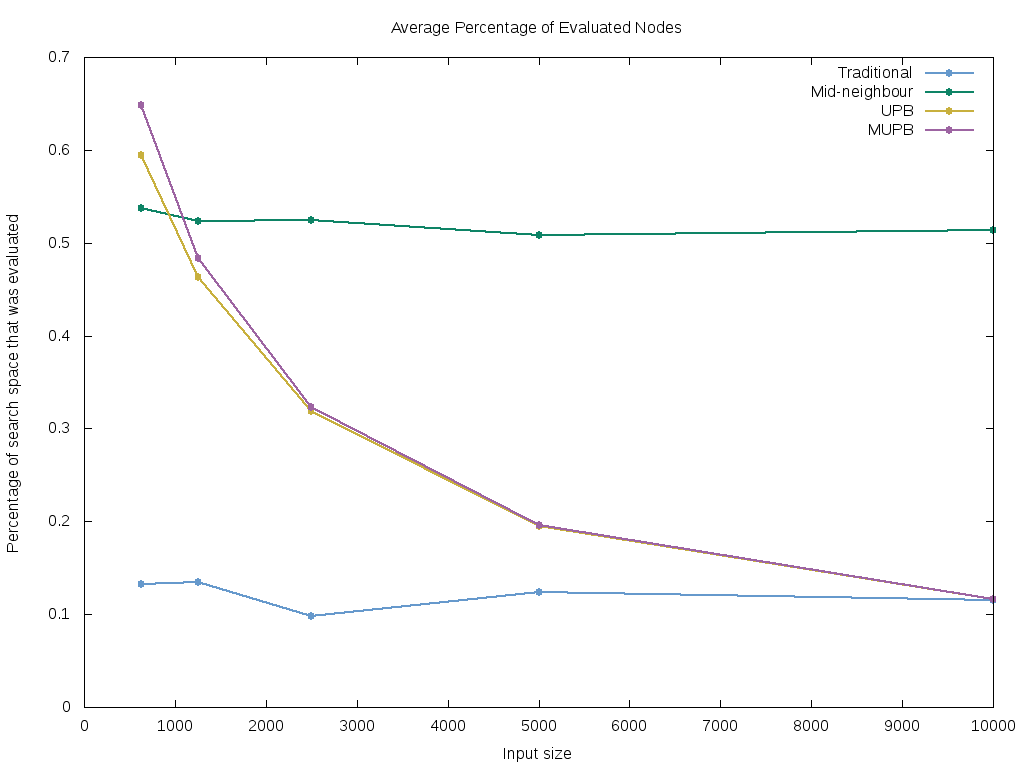 Average Percentage of Evaluated Nodes
0.7
0.6
0.5
0.4
0.3
0.2
0.1
0
Percentage of search space that was evaluated
Traditional
Mid-neighbour
UPB
MUPB
0 1000 2000 3000 4000 5000 6000 7000 8000 9000 10000
Input size